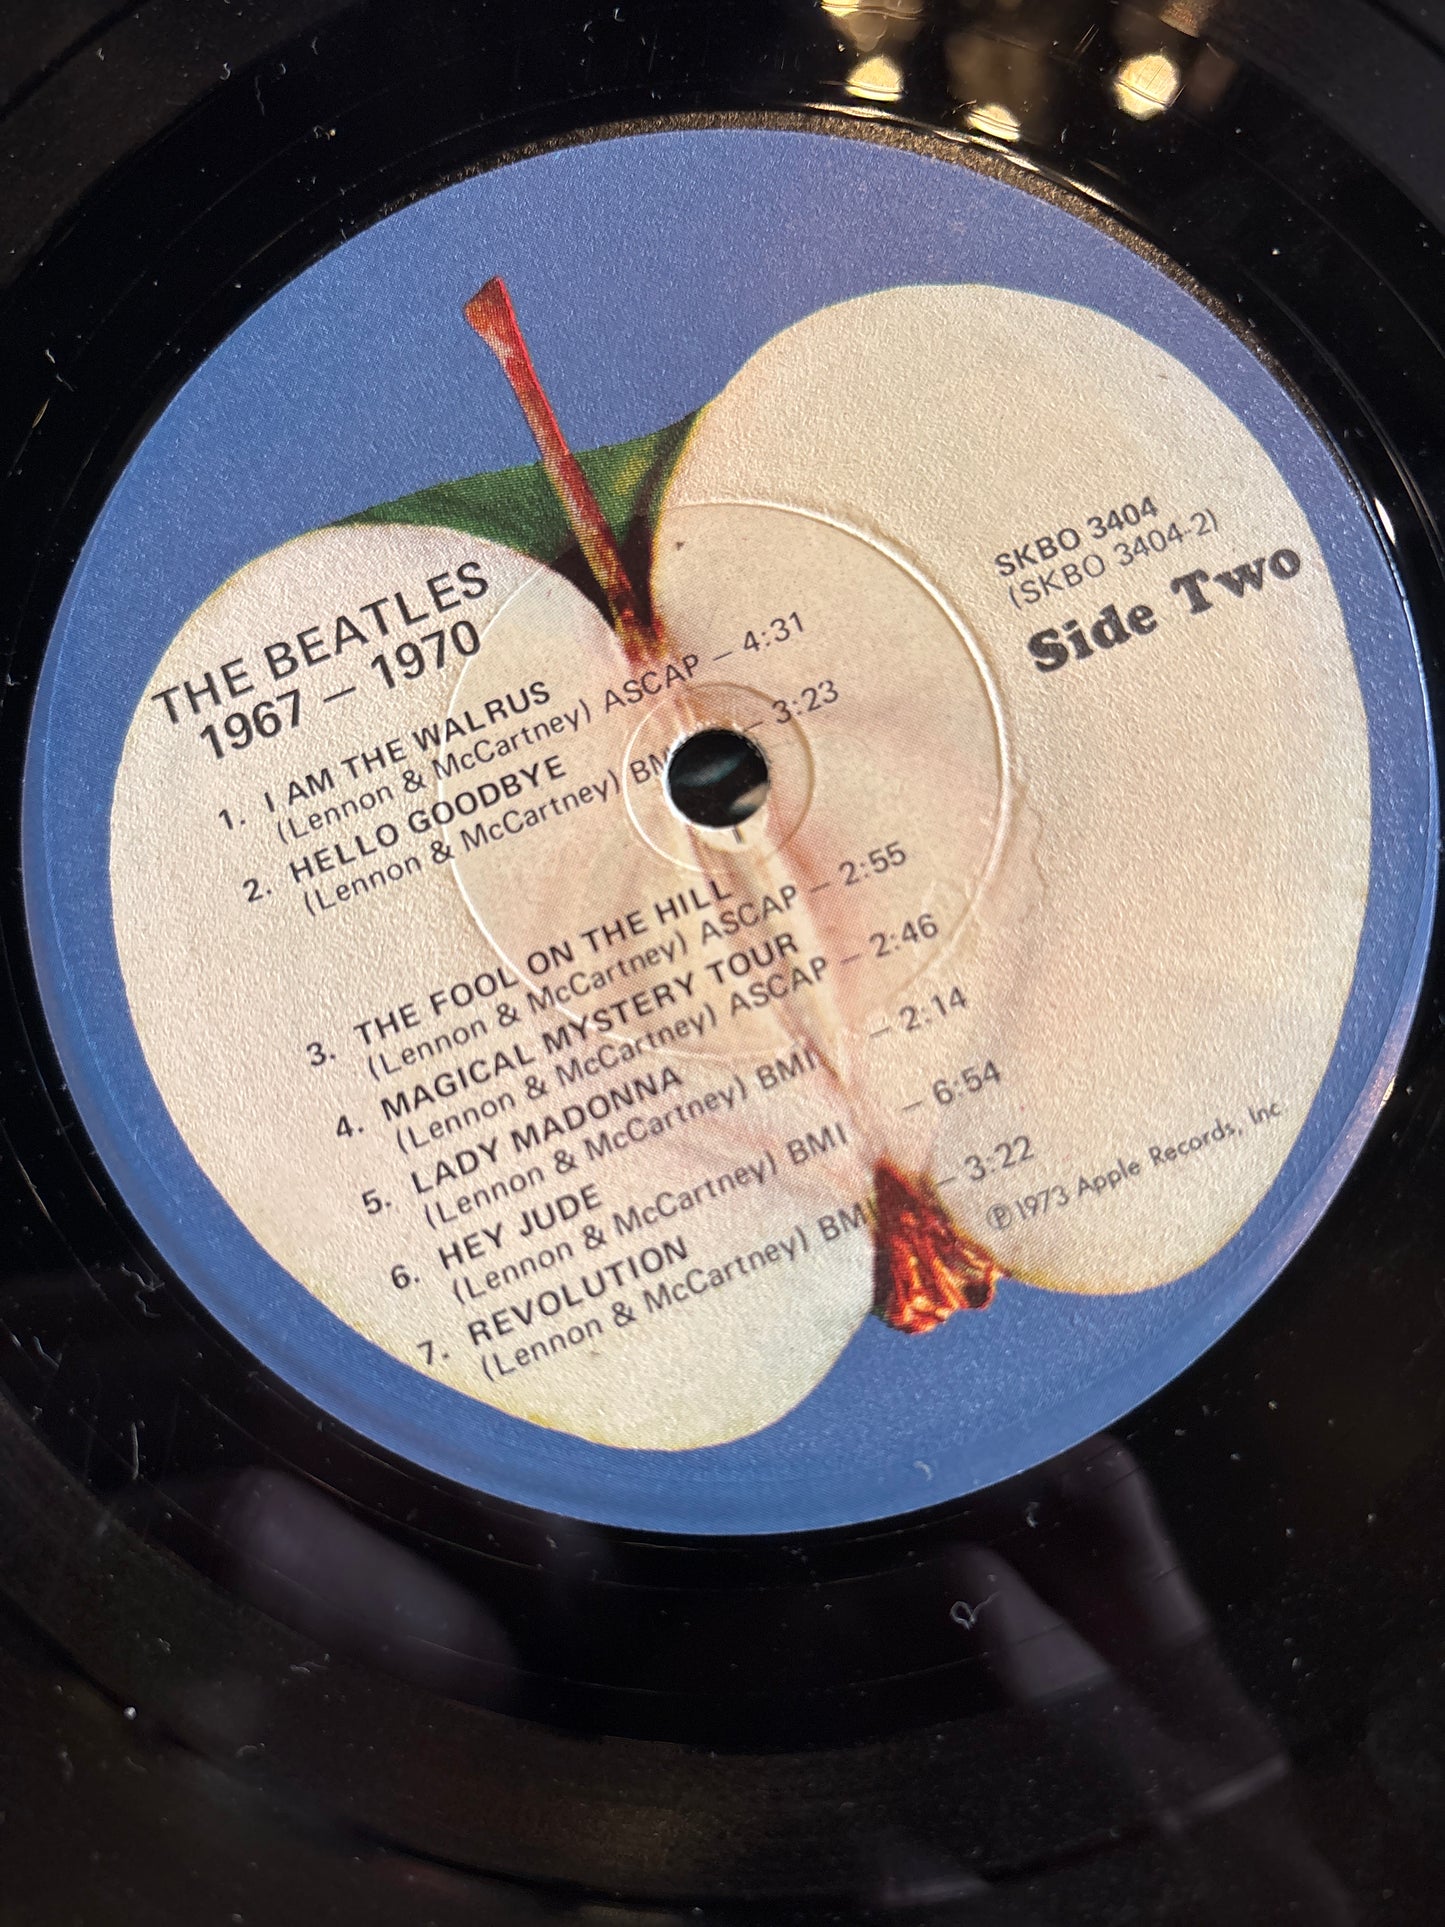 THE BEATLES
1967 – 1970
SKBO 3404
(SKBO 3404-2)
Side Two
1. I AM THE WALRUS
(Lennon & McCartney) ASCAP – 4:31
2. HELLO GOODBYE
(Lennon & McCartney) BMI – 3:23
3. THE FOOL ON THE HILL
(Lennon & McCartney) ASCAP – 2:55
4. MAGICAL MYSTERY TOUR
(Lennon & McCartney) ASCAP – 2:46
5. LADY MADONNA
(Lennon & McCartney) BMI – 2:14
6. HEY JUDE
(Lennon & McCartney) BMI – 6:54
7. REVOLUTION
(Lennon & McCartney) BMI – 3:22
℗1973 Apple Records, Inc.